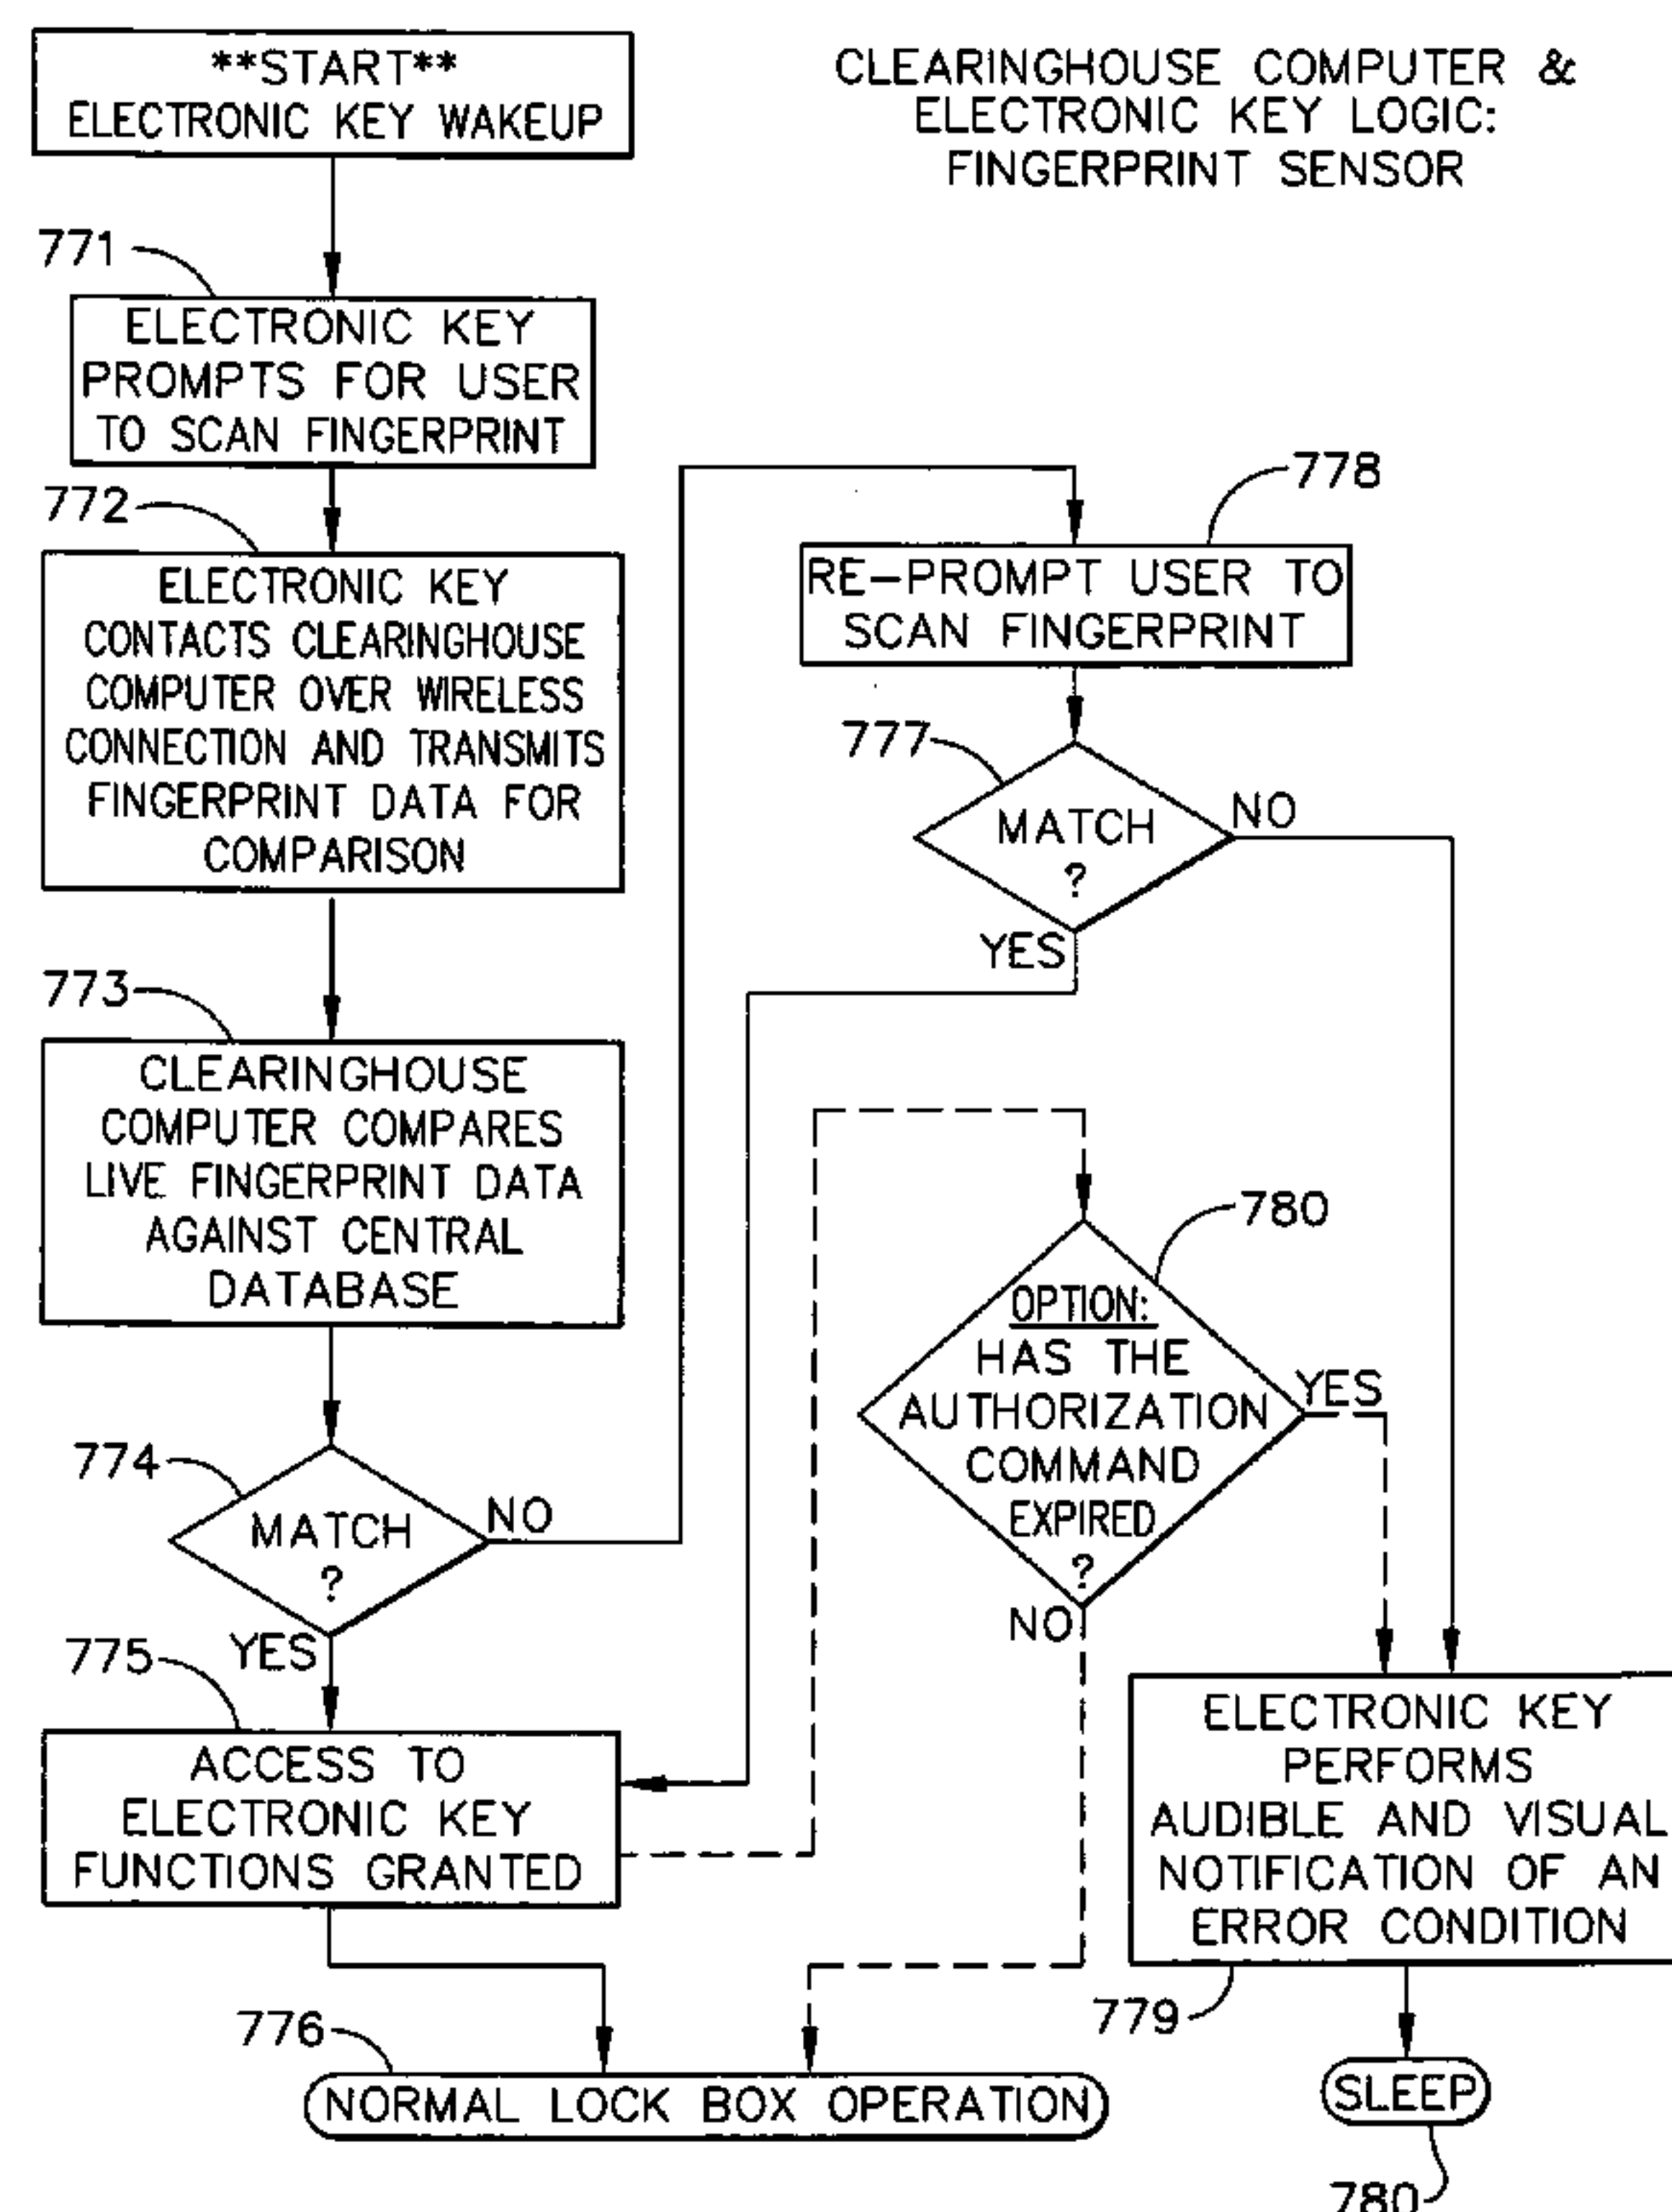 **START**
ELECTRONIC KEY WAKEUP
CLEARINGHOUSE COMPUTER &
ELECTRONIC KEY LOGIC:
FINGERPRINT SENSOR
771
ELECTRONIC KEY
PROMPTS FOR USER
TO SCAN FINGERPRINT
772
ELECTRONIC KEY
CONTACTS CLEARINGHOUSE
COMPUTER OVER WIRELESS
CONNECTION AND TRANSMITS
FINGERPRINT DATA FOR
COMPARISON
773
CLEARINGHOUSE
COMPUTER COMPARES
LIVE FINGERPRINT DATA
AGAINST CENTRAL
DATABASE
774
MATCH
?
NO
YES
775
ACCESS TO
ELECTRONIC KEY
FUNCTIONS GRANTED
776
NORMAL LOCK BOX OPERATION
778
RE-PROMPT USER TO
SCAN FINGERPRINT
777
MATCH
?
NO
YES
780
OPTION:
HAS THE
AUTHORIZATION
COMMAND
EXPIRED
?
YES
NO
ELECTRONIC KEY
PERFORMS
AUDIBLE AND VISUAL
NOTIFICATION OF AN
ERROR CONDITION
779
SLEEP
780